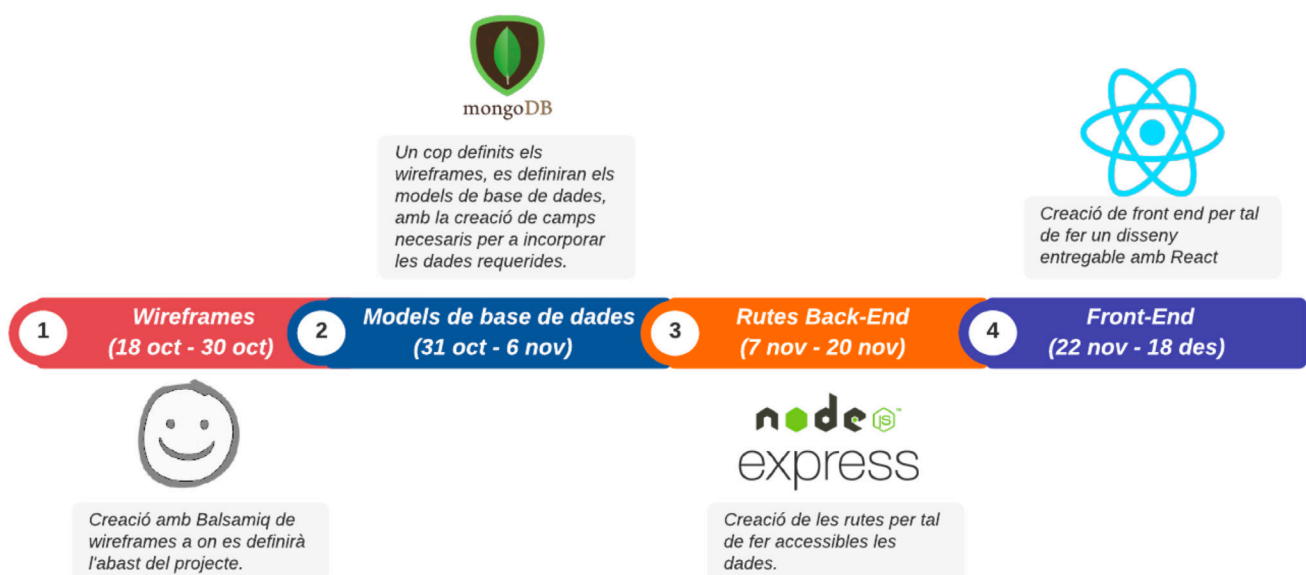 mongoDB
Un cop definits els
wireframes, es definiran els
models de base de dades,
amb la creació de camps
necesaris per a incorporar
les dades requerides.
Creació de front end per tal
de fer un disseny
entregable amb React
1
Wireframes
(18 oct - 30 oct)
2
Models de base de dades
(31 oct - 6 nov)
3
Rutes Back-End
(7 nov - 20 nov)
4
Front-End
(22 nov - 18 des)
Creació amb Balsamiq de
wireframes a on es definirà
l'abast del projecte.
node JS™
express
Creació de les rutes per tal
de fer accessibles les
dades.